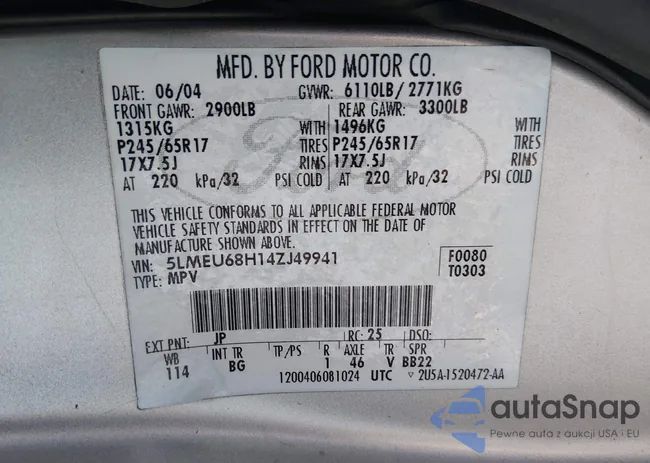 MFD. BY FORD MOTOR CO.
DATE: 06/04 GVWR: 6110LB/ 2771KG
FRONT GAWR: 2900LB REAR GAWR: 3300LB
1315KG WITH 1496KG WITH
P245/65R17 TIRES P245/65R17 TIRES
17X7.5J RIMS 17X7.5J RIMS
AT 220 kPa/32 PSI COLD AT 220 kPa/32 PSI COLD
THIS VEHICLE CONFORMS TO ALL APPLICABLE FEDERAL MOTOR
VEHICLE SAFETY STANDARDS IN EFFECT ON THE DATE OF
MANUFACTURE SHOWN ABOVE.
VIN: 5LMEU68H14ZJ49941 F0080
TYPE: MPV T0303
EXT PNT: JP RC: 25 DSO:
WB INT TR TP/PS R AXLE TR SPR
114 BG 1 46 V BB22
1200406081024 UTC ▽ 2U5A-1520472-AA
Ford
autaSnap
Pewne auta z aukcji USA i EU